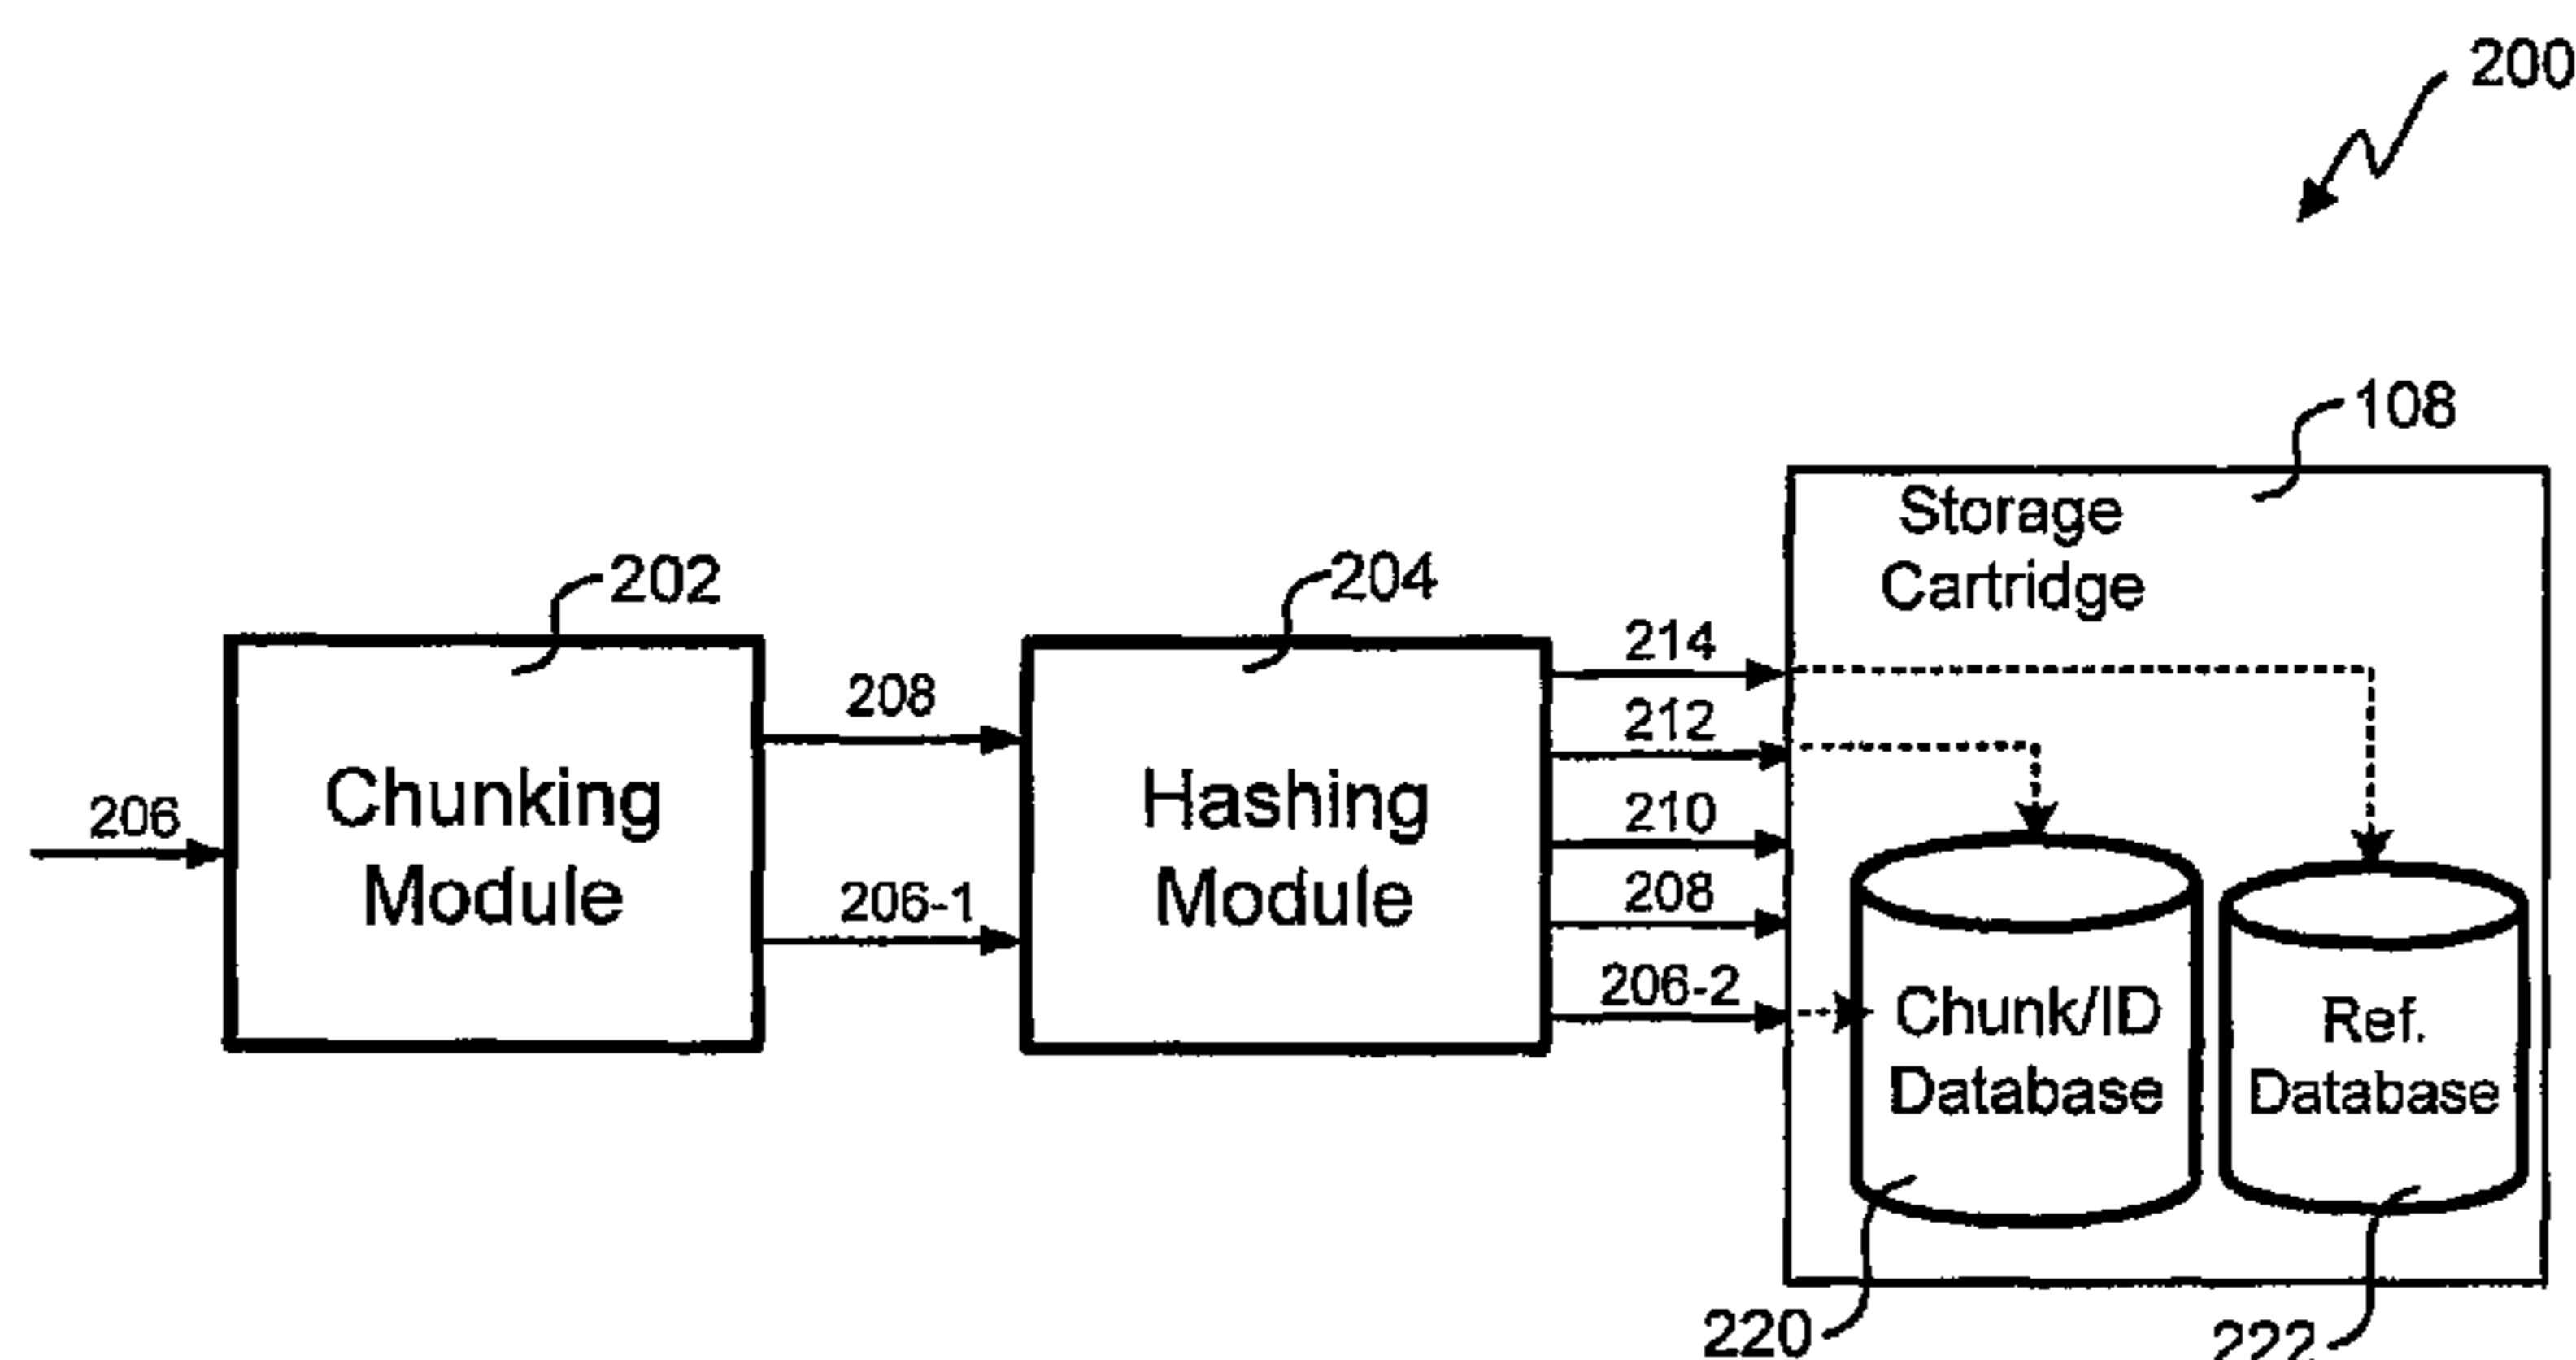 200
108
Storage
Cartridge
202
204
214
208
212
206
Chunking
Module
Hashing
Module
210
206-1
208
206-2
Chunk/ID
Database
Ref.
Database
220
222